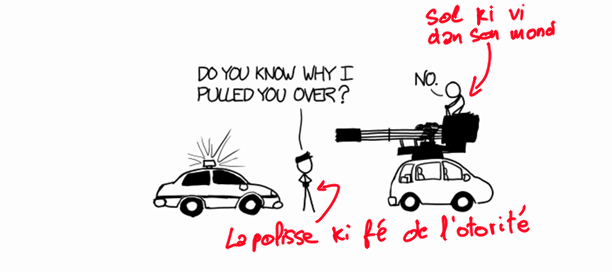 sol ki vi
dan son mond
DO YOU KNOW WHY I
PULLED YOU OVER?
NO.
La polisse ki fé de l'otorité